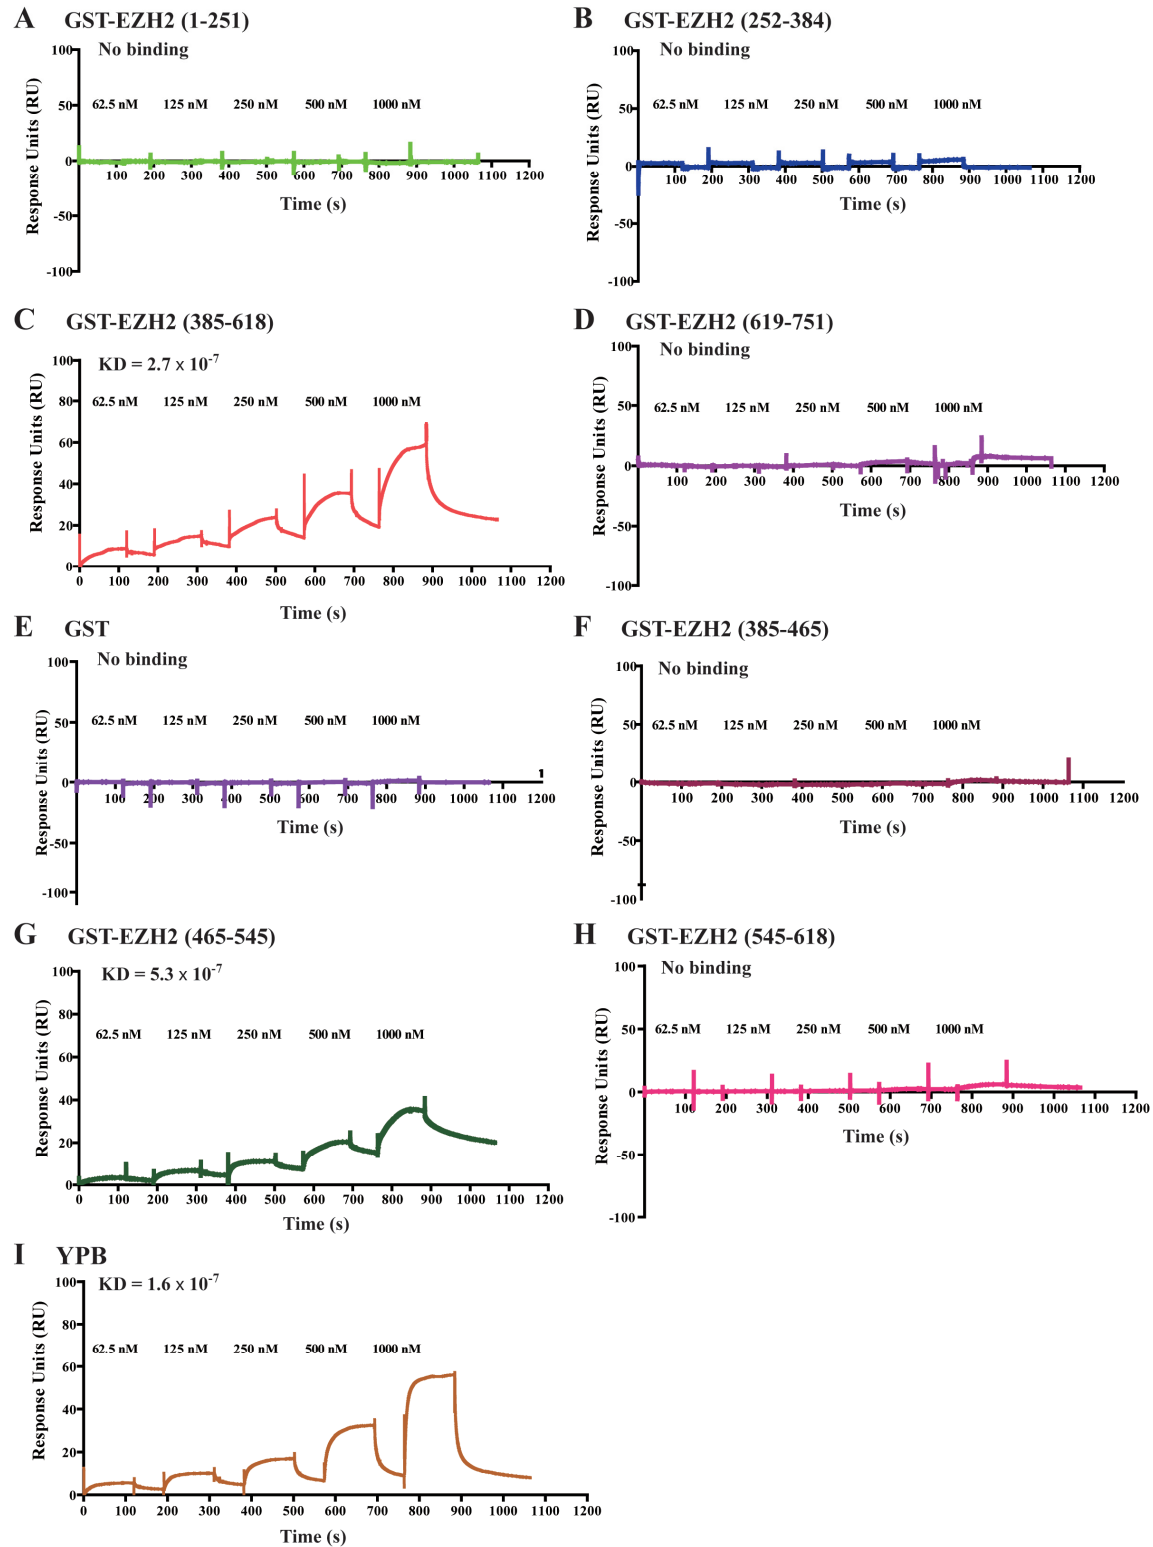 A GST-EZH2 (1-251)
No binding
62.5 nM 125 nM 250 nM 500 nM 1000 nM
Response Units (RU)
100
50
0
-50
-100
100 200 300 400 500 600 700 800 900 1000 1100 1200
Time (s)
B GST-EZH2 (252-384)
No binding
62.5 nM 125 nM 250 nM 500 nM 1000 nM
Response Units (RU)
100
50
0
-50
-100
100 200 300 400 500 600 700 800 900 1000 1100 1200
Time (s)
C GST-EZH2 (385-618)
KD = 2.7 x 10-7
62.5 nM 125 nM 250 nM 500 nM 1000 nM
Response Units (RU)
100
80
60
40
20
0
0 100 200 300 400 500 600 700 800 900 1000 1100 1200
Time (s)
D GST-EZH2 (619-751)
No binding
62.5 nM 125 nM 250 nM 500 nM 1000 nM
Response Units (RU)
100
50
0
-50
-100
100 200 300 400 500 600 700 800 900 1000 1100 1200
Time (s)
E GST
No binding
62.5 nM 125 nM 250 nM 500 nM 1000 nM
Response Units (RU)
100
50
0
-50
-100
100 200 300 400 500 600 700 800 900 1000 1100 1200
Time (s)
F GST-EZH2 (385-465)
No binding
62.5 nM 125 nM 250 nM 500 nM 1000 nM
Response Units (RU)
100
50
0
-50
-100
100 200 300 400 500 600 700 800 900 1000 1100 1200
Time (s)
G GST-EZH2 (465-545)
KD = 5.3 x 10-7
62.5 nM 125 nM 250 nM 500 nM 1000 nM
Response Units (RU)
100
80
60
40
20
0
0 100 200 300 400 500 600 700 800 900 1000 1100 1200
Time (s)
H GST-EZH2 (545-618)
No binding
62.5 nM 125 nM 250 nM 500 nM 1000 nM
Response Units (RU)
100
50
0
-50
-100
100 200 300 400 500 600 700 800 900 1000 1100 1200
Time (s)
I YPB
KD = 1.6 x 10-7
62.5 nM 125 nM 250 nM 500 nM 1000 nM
Response Units (RU)
100
80
60
40
20
0
0 100 200 300 400 500 600 700 800 900 1000 1100 1200
Time (s)